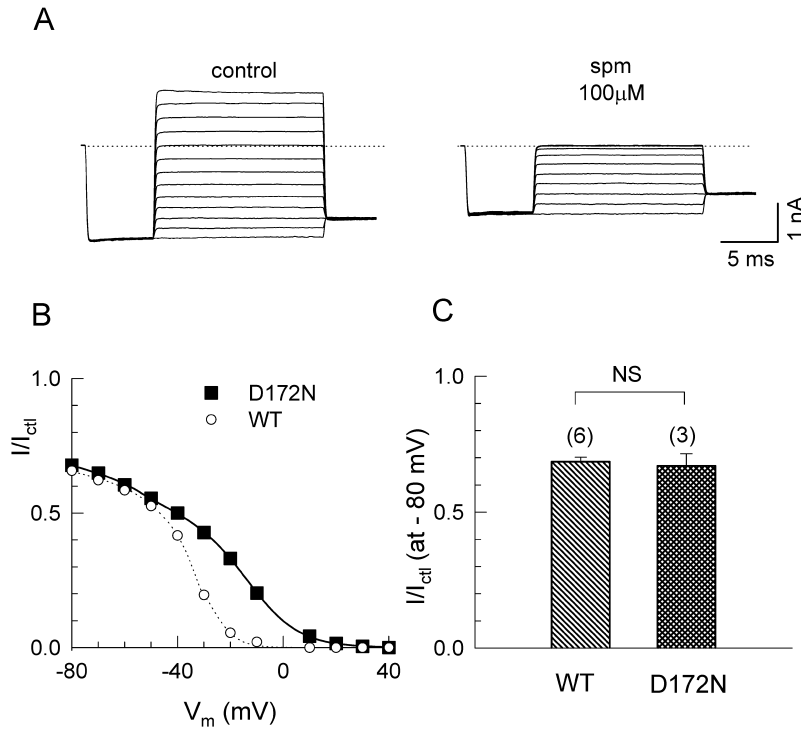 A
control
spm
100µM
1 nA
5 ms
B
C
1.0
0.5
0.0
I/Ictl
D172N
WT
-80
-40
0
40
Vm (mV)
1.0
0.5
0.0
I/Ictl (at - 80 mV)
NS
(6)
(3)
WT
D172N